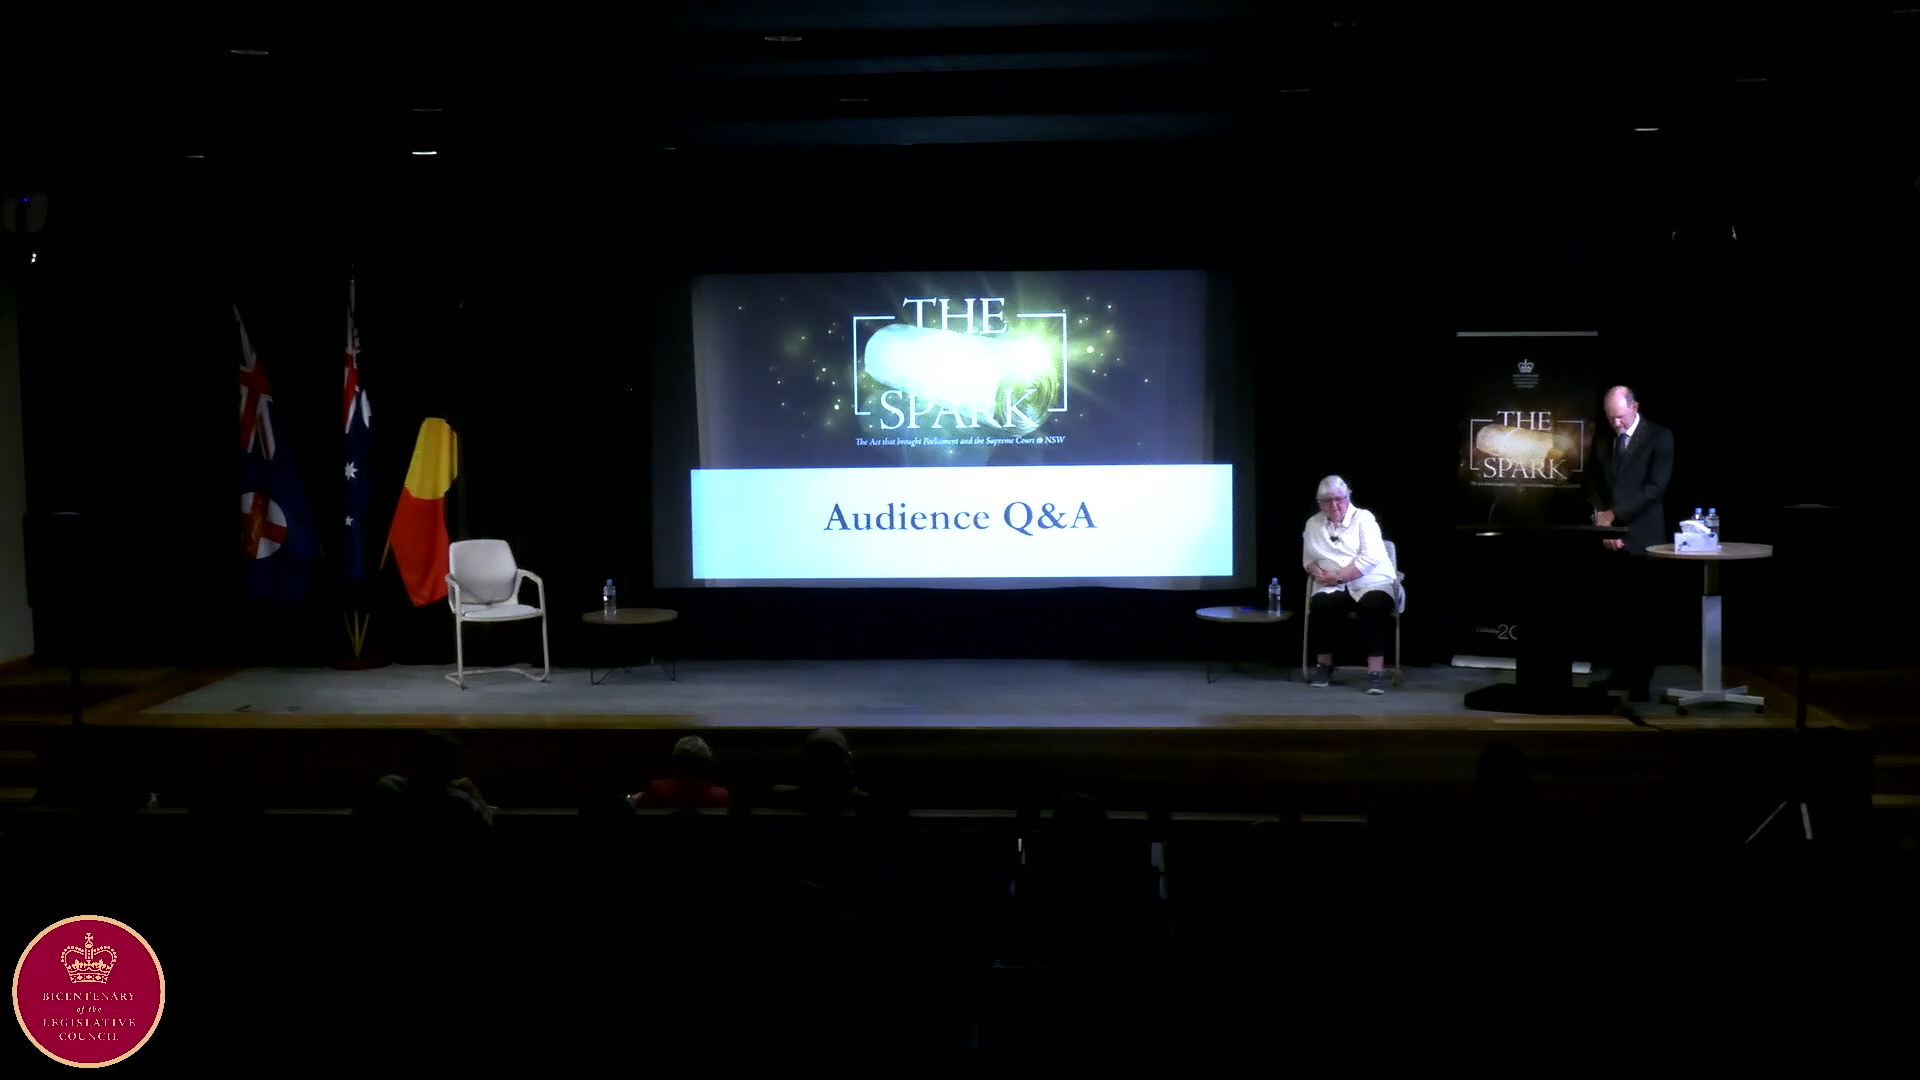 THE
SPARK
The Act that brought Parliament and the Supreme Court to NSW
Audience Q&A
THE
SPARK
BICENTENARY
of the
LEGISLATIVE
COUNCIL